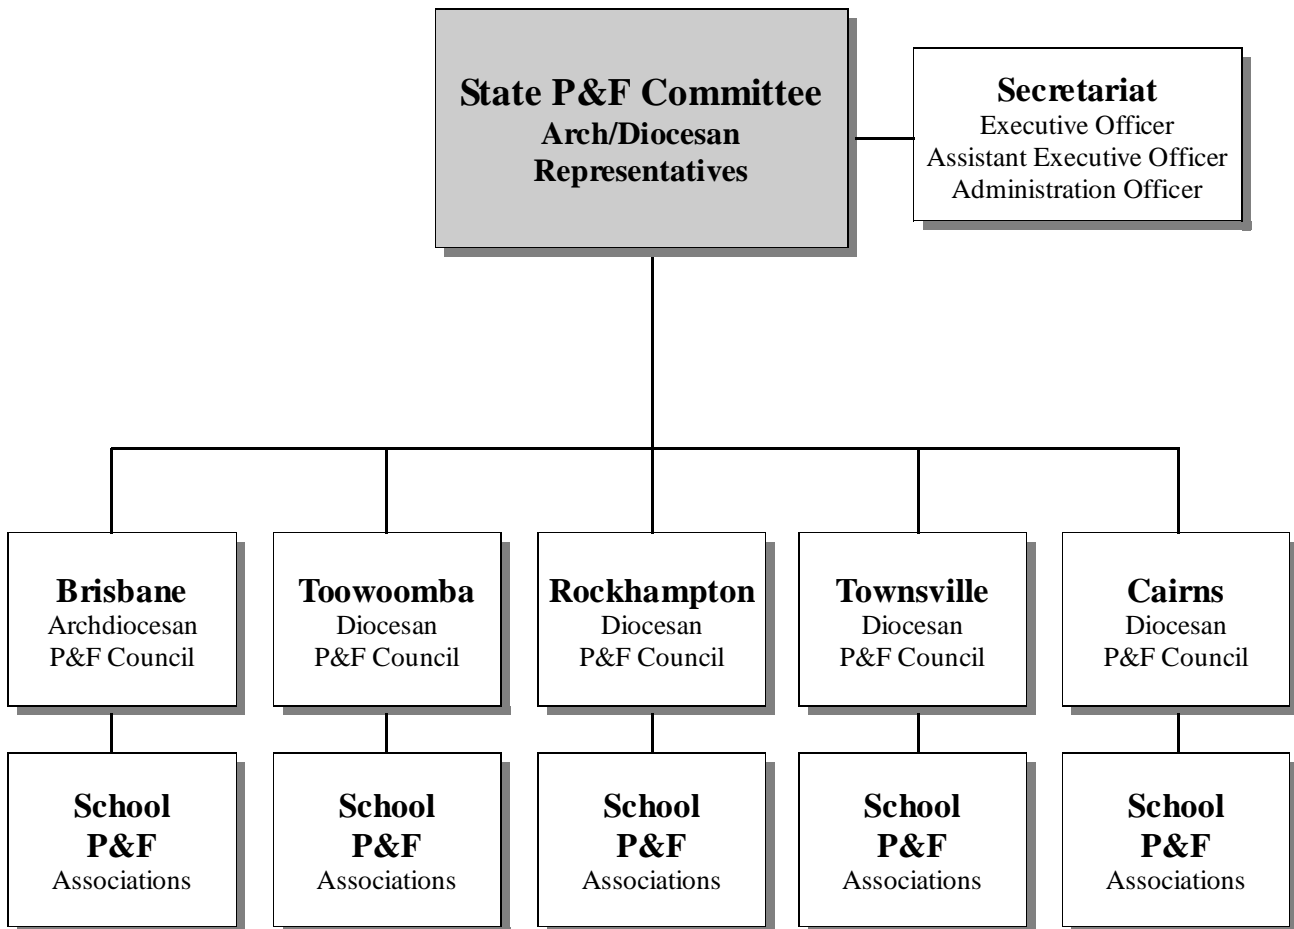 State P&F Committee
Arch/Diocesan
Representatives
Secretariat
Executive Officer
Assistant Executive Officer
Administration Officer
Brisbane
Archdiocesan
P&F Council
Toowoomba
Diocesan
P&F Council
Rockhampton
Diocesan
P&F Council
Townsville
Diocesan
P&F Council
Cairns
Diocesan
P&F Council
School
P&F
Associations
School
P&F
Associations
School
P&F
Associations
School
P&F
Associations
School
P&F
Associations